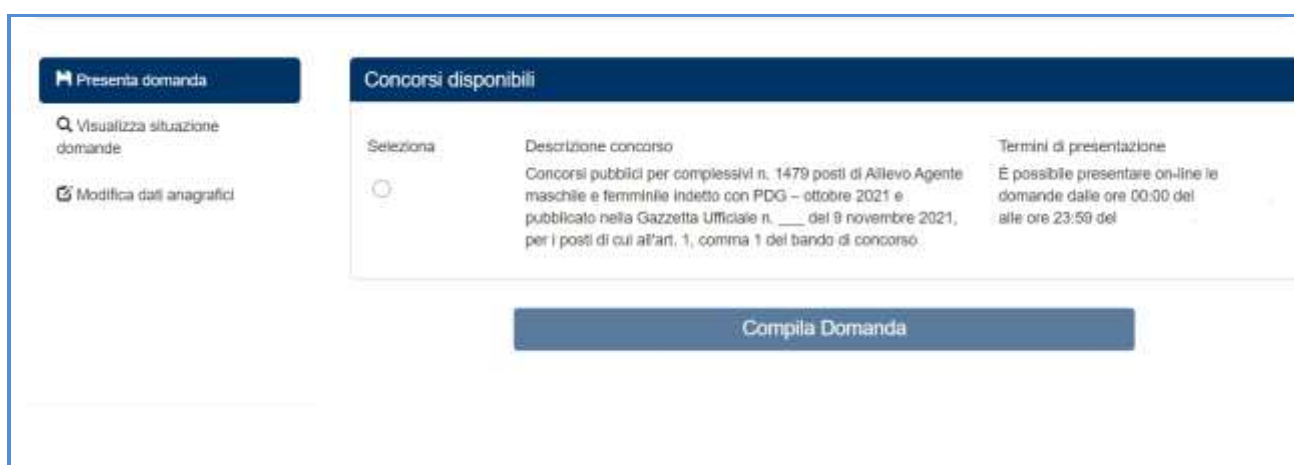 Presenta domanda
Visualizza situazione
domande
Modifica dati anagrafici
Concorsi disponibili
Seleziona
Descrizione concorso
Concorsi pubblici per complessivi n. 1479 posti di Allievo Agente
maschile e femminile indetto con PDG – ottobre 2021 e
pubblicato nella Gazzetta Ufficiale n. ___ del 9 novembre 2021,
per i posti di cui all'art. 1, comma 1 del bando di concorso
Termini di presentazione
È possibile presentare on-line le
domande dalle ore 00:00 del
alle ore 23:59 del
Compila Domanda